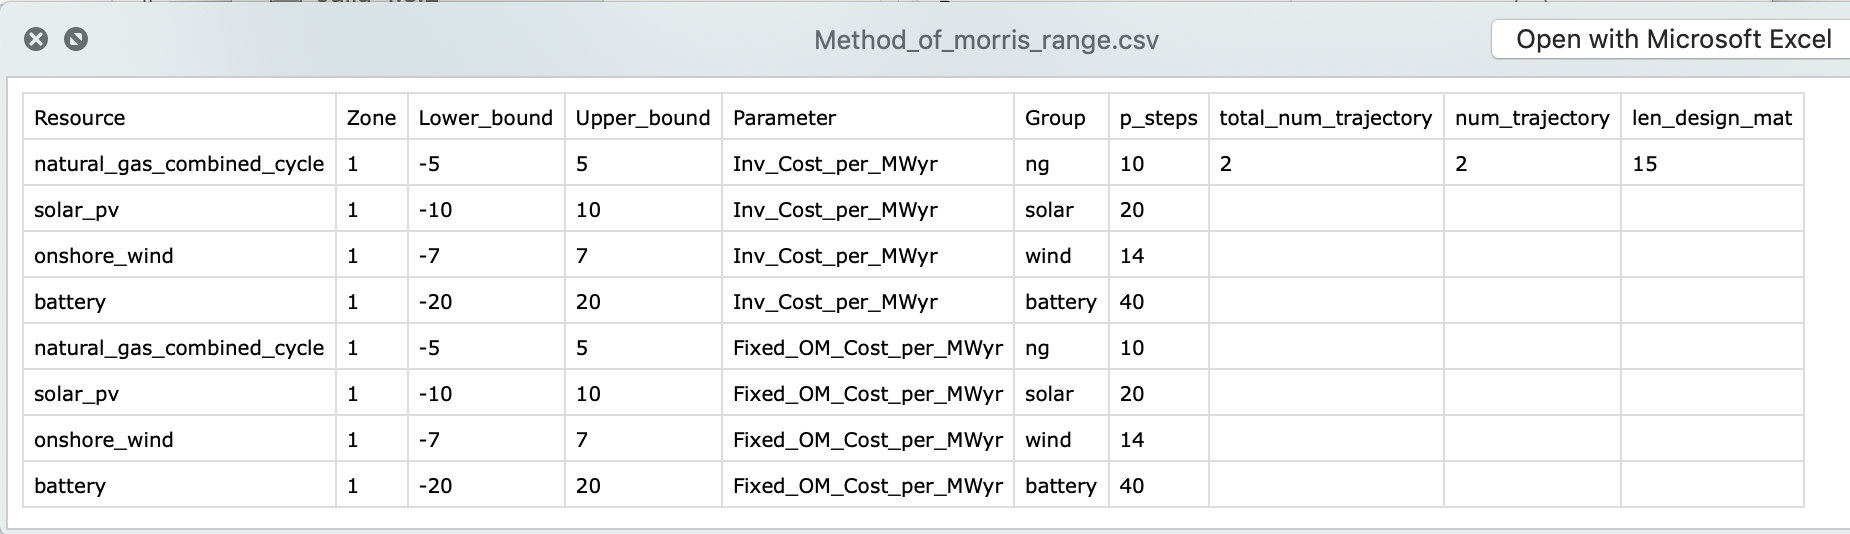 Method_of_morris_range.csv
Open with Microsoft Excel
Resource Zone Lower_bound Upper_bound Parameter Group p_steps total_num_trajectory num_trajectory len_design_mat
natural_gas_combined_cycle 1 -5 5 Inv_Cost_per_MWyr ng 10 2 2 15
solar_pv 1 -10 10 Inv_Cost_per_MWyr solar 20
onshore_wind 1 -7 7 Inv_Cost_per_MWyr wind 14
battery 1 -20 20 Inv_Cost_per_MWyr battery 40
natural_gas_combined_cycle 1 -5 5 Fixed_OM_Cost_per_MWyr ng 10
solar_pv 1 -10 10 Fixed_OM_Cost_per_MWyr solar 20
onshore_wind 1 -7 7 Fixed_OM_Cost_per_MWyr wind 14
battery 1 -20 20 Fixed_OM_Cost_per_MWyr battery 40